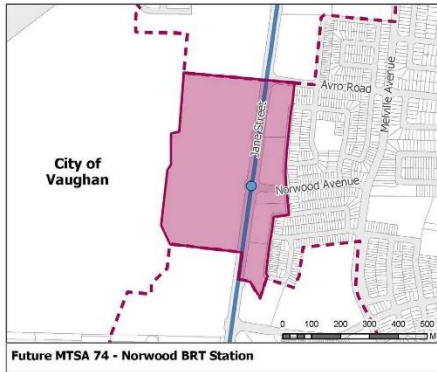 Avro Road
Melville Avenue
Jane Street
City of
Vaughan
Norwood Avenue
0 100 200 300 400 500
M
Future MTSA 74 - Norwood BRT Station